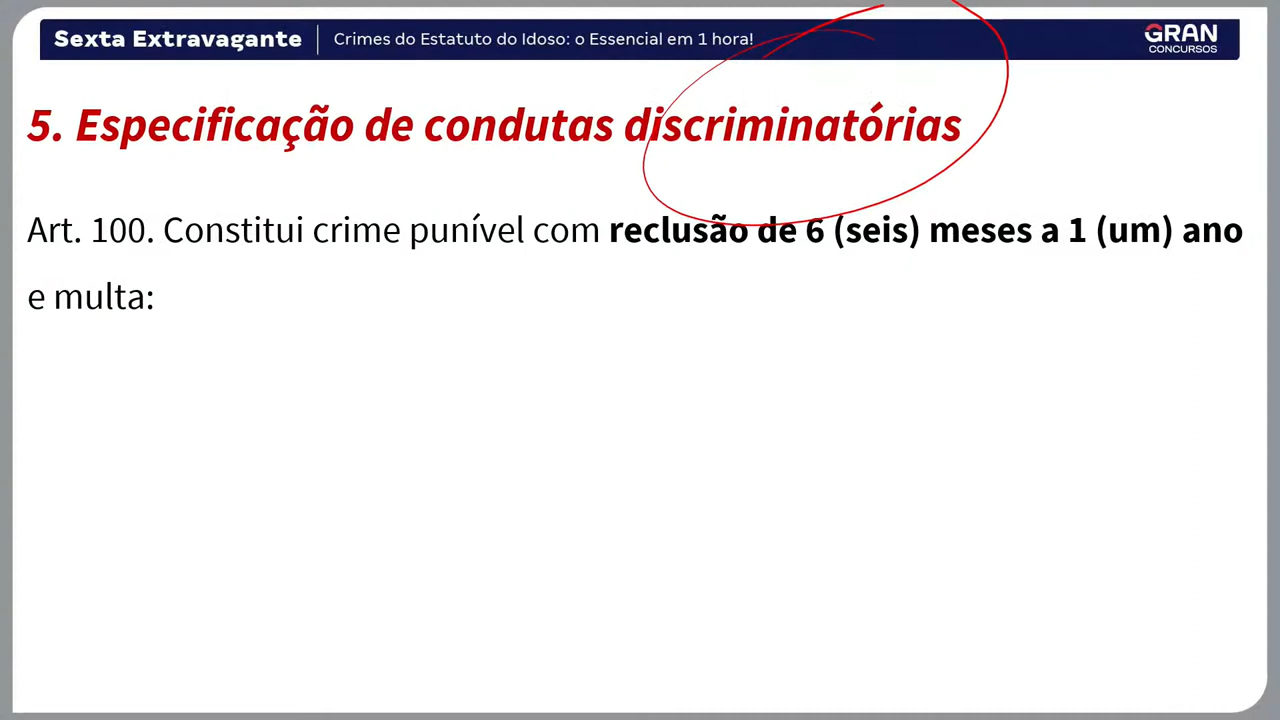 Sexta Extravagante
Crimes do Estatuto do Idoso: o Essencial em 1 hora!
GRAN
CONCURSOS
5. Especificação de condutas discriminatórias
Art. 100. Constitui crime punível com reclusão de 6 (seis) meses a 1 (um) ano
e multa: